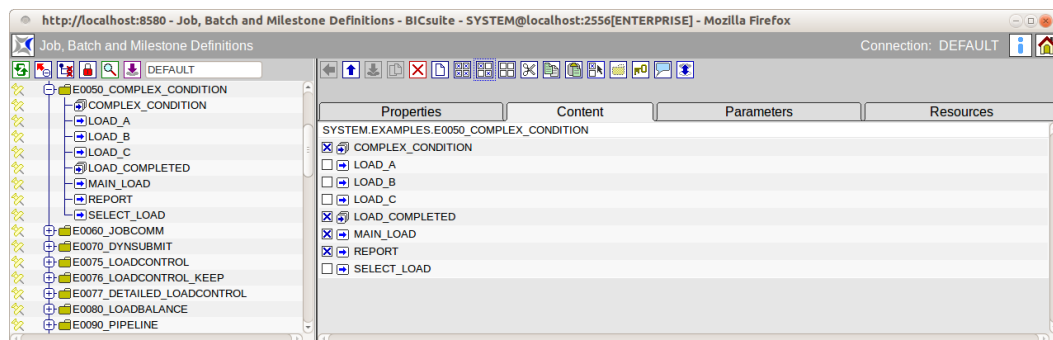 http://localhost:8580 - Job, Batch and Milestone Definitions - BICsuite - SYSTEM@localhost:2556[ENTERPRISE] - Mozilla Firefox
Job, Batch and Milestone Definitions
Connection: DEFAULT
DEFAULT
E0050_COMPLEX_CONDITION
COMPLEX_CONDITION
LOAD_A
LOAD_B
LOAD_C
LOAD_COMPLETED
MAIN_LOAD
REPORT
SELECT_LOAD
E0060_JOBCOMM
E0070_DYNSUBMIT
E0075_LOADCONTROL
E0076_LOADCONTROL_KEEP
E0077_DETAILED_LOADCONTROL
E0080_LOADBALANCE
E0090_PIPELINE
Properties
Content
Parameters
Resources
SYSTEM.EXAMPLES.E0050_COMPLEX_CONDITION
COMPLEX_CONDITION
LOAD_A
LOAD_B
LOAD_C
LOAD_COMPLETED
MAIN_LOAD
REPORT
SELECT_LOAD